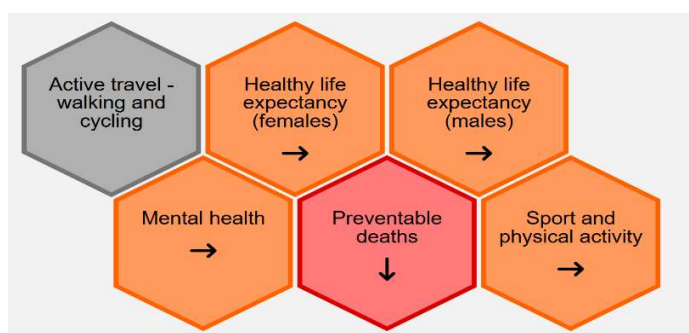 Active travel -
walking and
cycling
Healthy life
expectancy
(females)
→
Healthy life
expectancy
(males)
→
Mental health
→
Preventable
deaths
↓
Sport and
physical activity
→